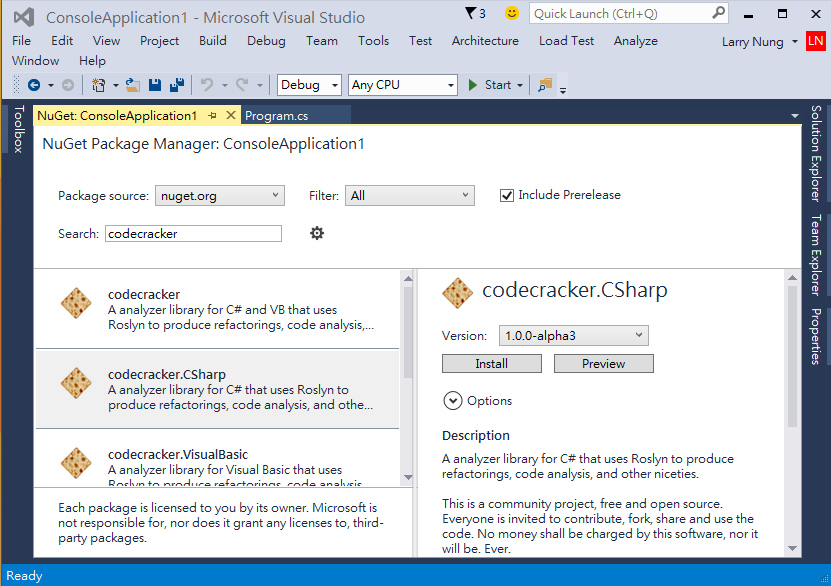 ConsoleApplication1 - Microsoft Visual Studio
3
Quick Launch (Ctrl+Q)
File Edit View Project Build Debug Team Tools Test Architecture Load Test Analyze
Larry Nung LN
Window Help
Debug Any CPU Start
Toolbox
NuGet: ConsoleApplication1 Program.cs
NuGet Package Manager: ConsoleApplication1
Package source: nuget.org Filter: All Include Prerelease
Search: codecracker
codecracker
A analyzer library for C# and VB that uses
Roslyn to produce refactorings, code analysis,...
codecracker.CSharp
A analyzer library for C# that uses Roslyn to
produce refactorings, code analysis, and othe...
codecracker.VisualBasic
A analyzer library for Visual Basic that uses
Roslyn to produce refactorings, code analysis
Each package is licensed to you by its owner. Microsoft is
not responsible for, nor does it grant any licenses to, third-
party packages.
codecracker.CSharp
Version: 1.0.0-alpha3
Install Preview
Options
Description
A analyzer library for C# that uses Roslyn to produce
refactorings, code analysis, and other niceties.
This is a community project, free and open source.
Everyone is invited to contribute, fork, share and use the
code. No money shall be charged by this software, nor it
will be. Ever.
Solution Explorer
Team Explorer
Properties
Ready